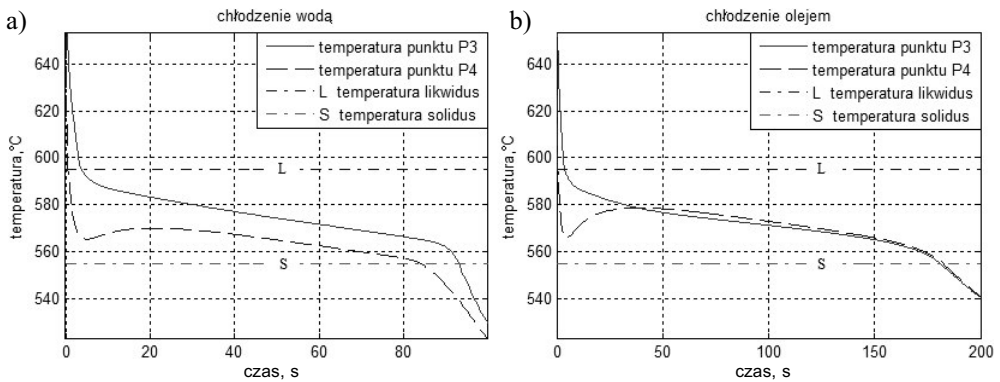 a)
chłodzenie wodą
temperatura punktu P3
temperatura punktu P4
L temperatura likwidus
S temperatura solidus
L
S
temperatura,°C
640
620
600
580
560
540
0
20
40
60
80
czas, s
b)
chłodzenie olejem
temperatura punktu P3
temperatura punktu P4
L temperatura likwidus
S temperatura solidus
L
S
temperatura,°C
640
620
600
580
560
540
0
50
100
150
200
czas, s